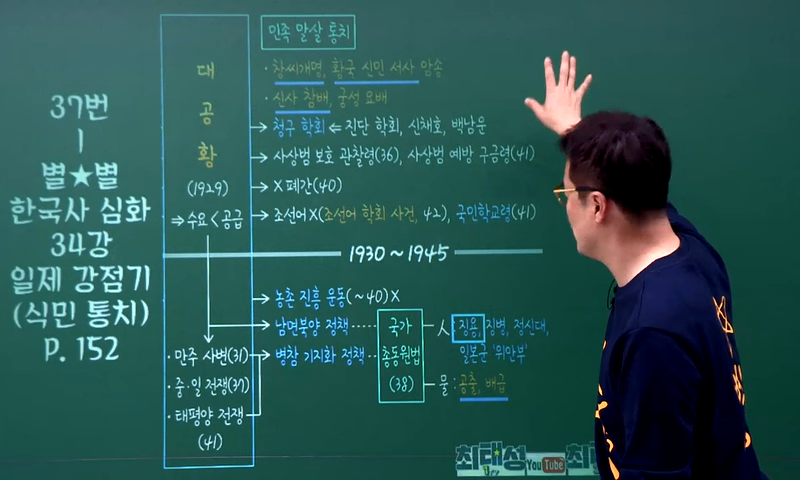 37번
별★별
한국사 심화
34강
일제 강점기
(식민 통치)
P. 152
대
공
황
(1929)
⇒수요<공급
·만주 사변(31)
·중·일 전쟁(37)
·태평양 전쟁
(41)
민족 말살 통치
·창씨개명, 황국 신민 서사 암송
·신사 참배, 궁성 요배
청구 학회 ⇐ 진단 학회, 신채호, 백남운
사상범 보호 관찰령(36), 사상범 예방 구금령(41)
X폐간(40)
조선어X(조선어 학회 사건, 42), 국민학교령(41)
1930~1945
농촌 진흥 운동(~40)X
남면북양 정책
병참 기지화 정책
국가
총동원법
(38)
사 징용, 징병, 정신대,
일본군 '위안부'
물:공출, 배급
최태성
YouTube
최